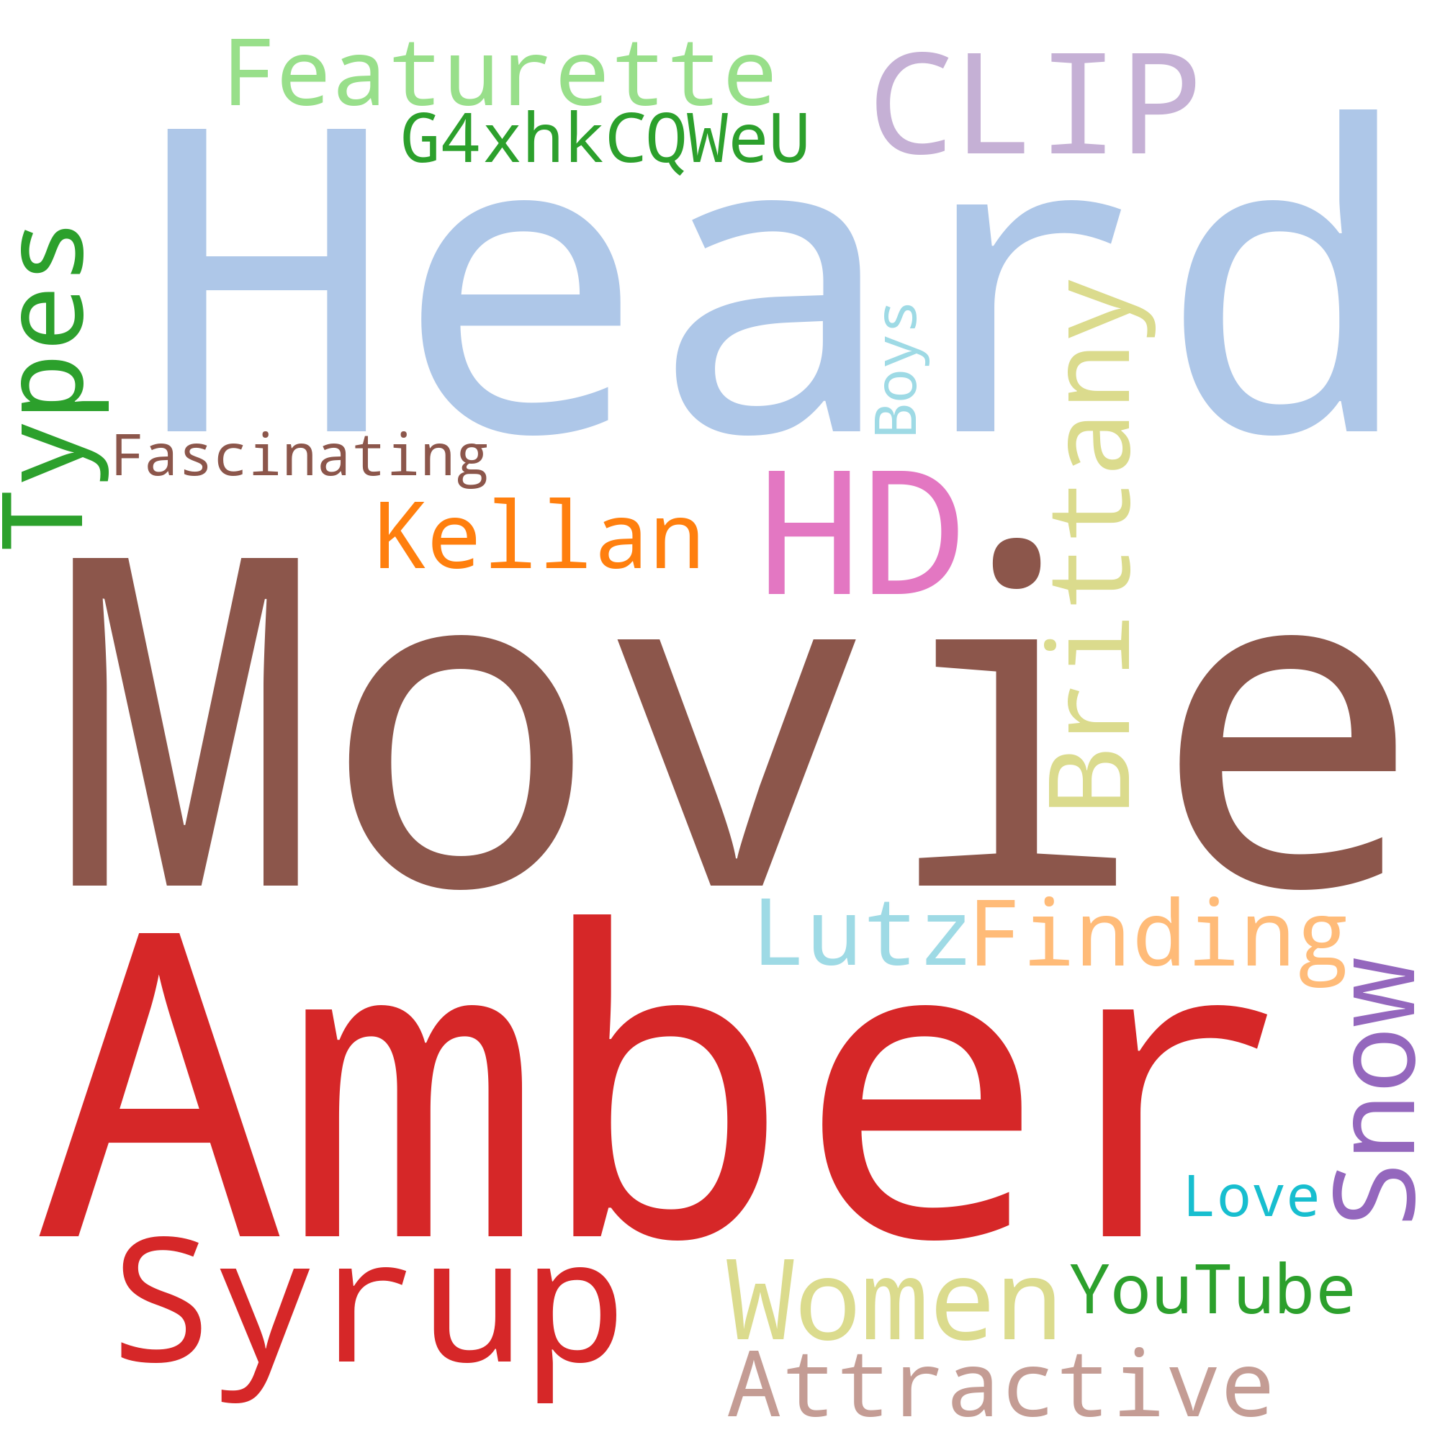 Featurette
CLIP
G4xhkCQWeU
Heard
Types
Boys
Brittany
Fascinating
HD
Kellan
Movie
Lutz
Finding
Amber
Snow
Love
Syrup
Women
YouTube
Attractive